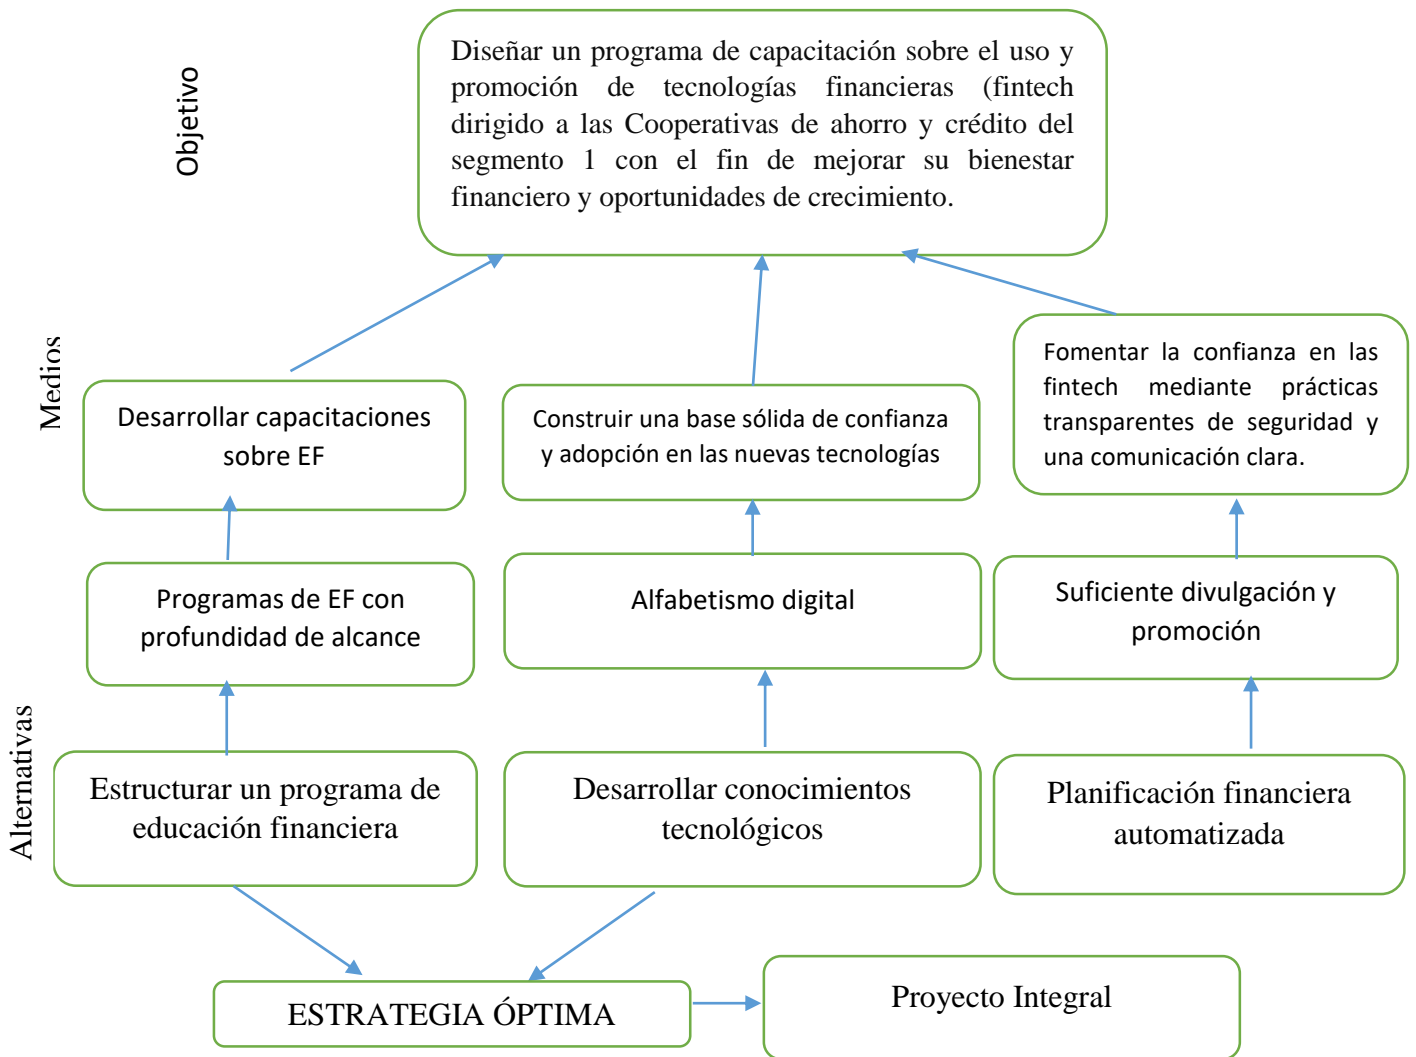 Objetivo
Diseñar un programa de capacitación sobre el uso y
promoción de tecnologías financieras (fintech
dirigido a las Cooperativas de ahorro y crédito del
segmento 1 con el fin de mejorar su bienestar
financiero y oportunidades de crecimiento.
Medios
Desarrollar capacitaciones
sobre EF
Construir una base sólida de confianza
y adopción en las nuevas tecnologías
Fomentar la confianza en las
fintech mediante prácticas
transparentes de seguridad y
una comunicación clara.
Programas de EF con
profundidad de alcance
Alfabetismo digital
Suficiente divulgación y
promoción
Alternativas
Estructurar un programa de
educación financiera
Desarrollar conocimientos
tecnológicos
Planificación financiera
automatizada
ESTRATEGIA ÓPTIMA
Proyecto Integral